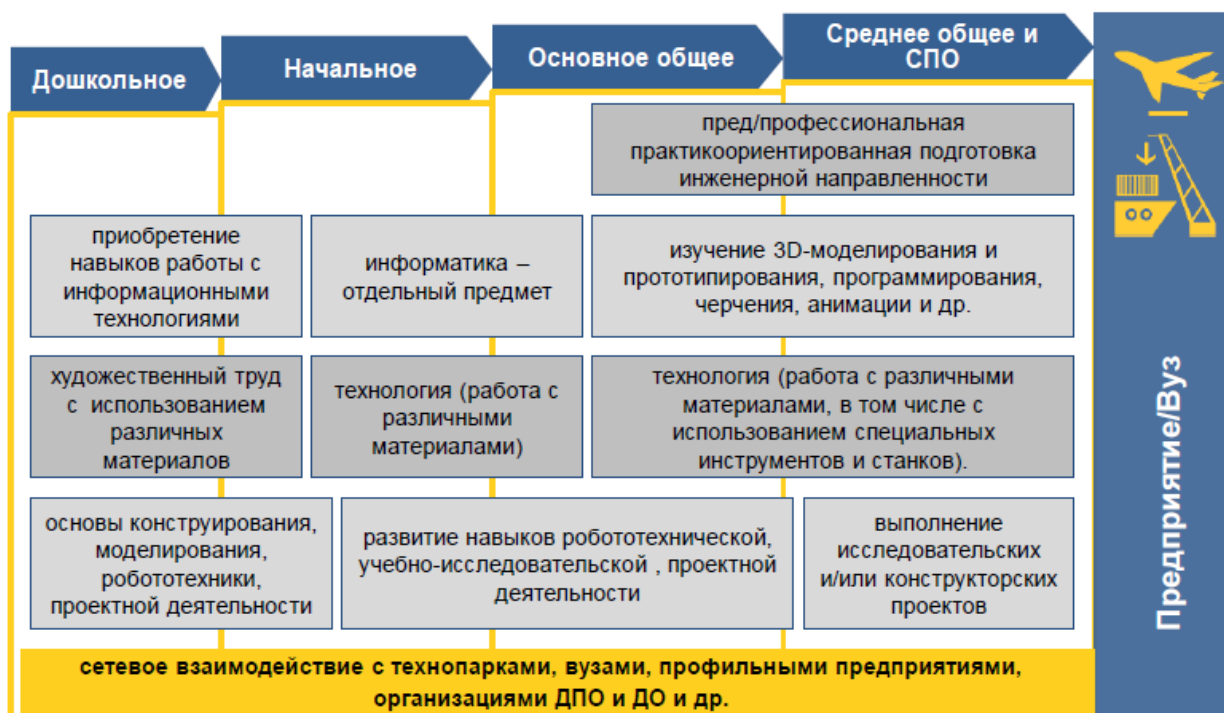 Дошкольное
Начальное
Основное общее
Среднее общее и
СПО
пред/профессиональная
практикоориентированная подготовка
инженерной направленности
приобретение
навыков работы с
информационными
технологиями
информатика –
отдельный предмет
изучение 3D-моделирования и
прототипирования, программирования,
черчения, анимации и др.
художественный труд
с использованием
различных
материалов
технология (работа с
различными
материалами)
технология (работа с различными
материалами, в том числе с
использованием специальных
инструментов и станков).
основы конструирования,
моделирования,
робототехники,
проектной деятельности
развитие навыков робототехнической,
учебно-исследовательской , проектной
деятельности
выполнение
исследовательских
и/или конструкторских
проектов
сетевое взаимодействие с технопарками, вузами, профильными предприятиями,
организациями ДПО и ДО и др.
Предприятие/Вуз